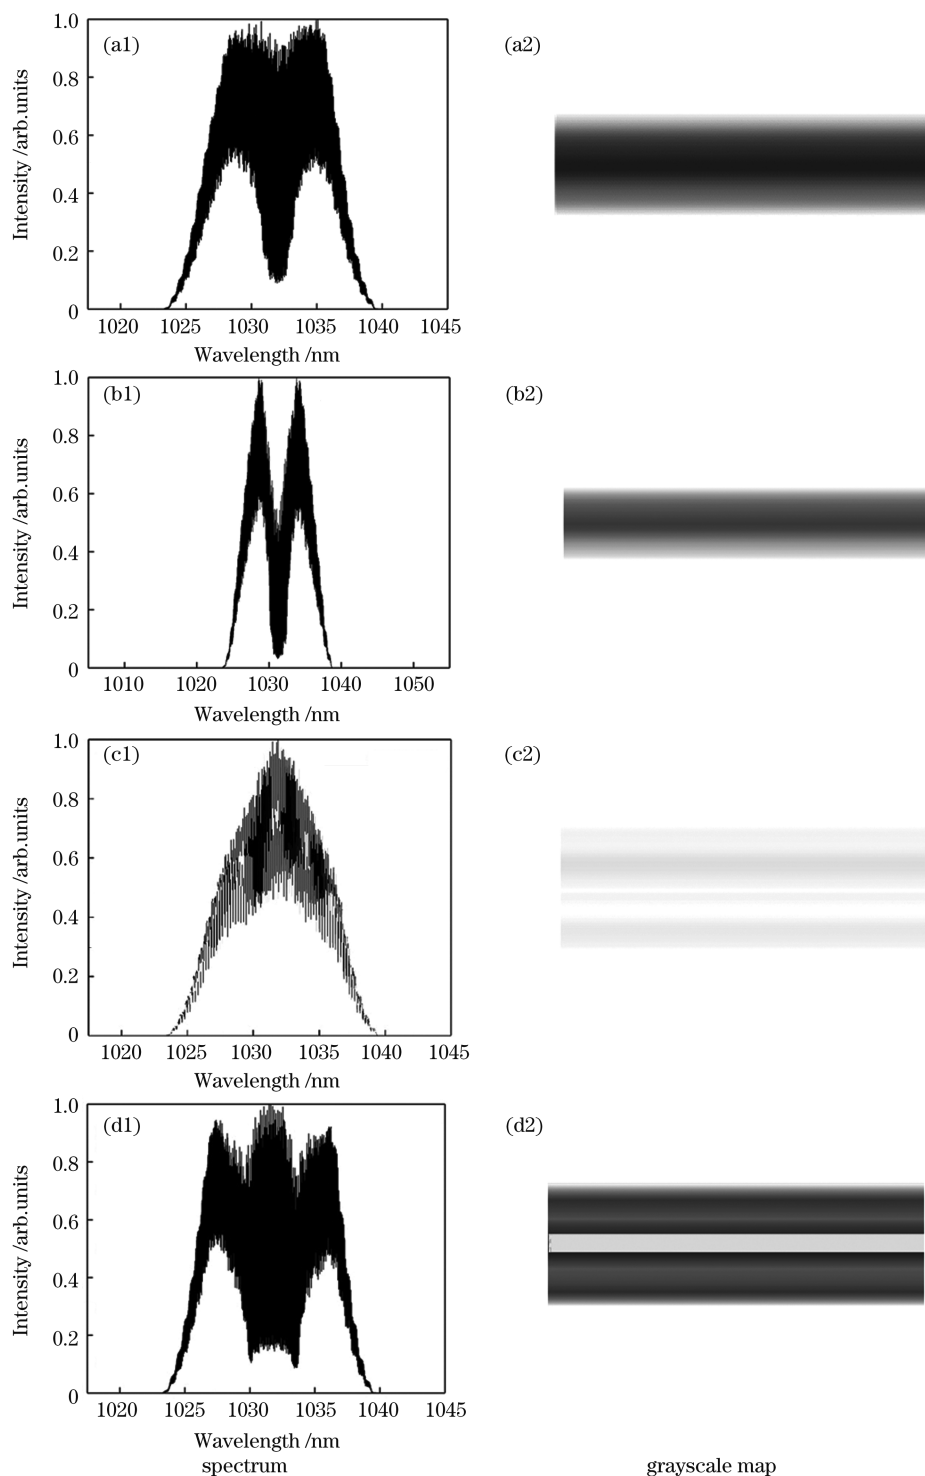 (a1)
Intensity /arb.units
1.0
0.8
0.6
0.4
0.2
0
1020 1025 1030 1035 1040 1045
Wavelength /nm
(a2)
(b1)
Intensity /arb.units
1.0
0.8
0.6
0.4
0.2
0
1010 1020 1030 1040 1050
Wavelength /nm
(b2)
(c1)
Intensity /arb.units
1.0
0.8
0.6
0.4
0.2
0
1020 1025 1030 1035 1040 1045
Wavelength /nm
(c2)
(d1)
Intensity /arb.units
1.0
0.8
0.6
0.4
0.2
0
1020 1025 1030 1035 1040 1045
Wavelength /nm
(d2)
spectrum
grayscale map